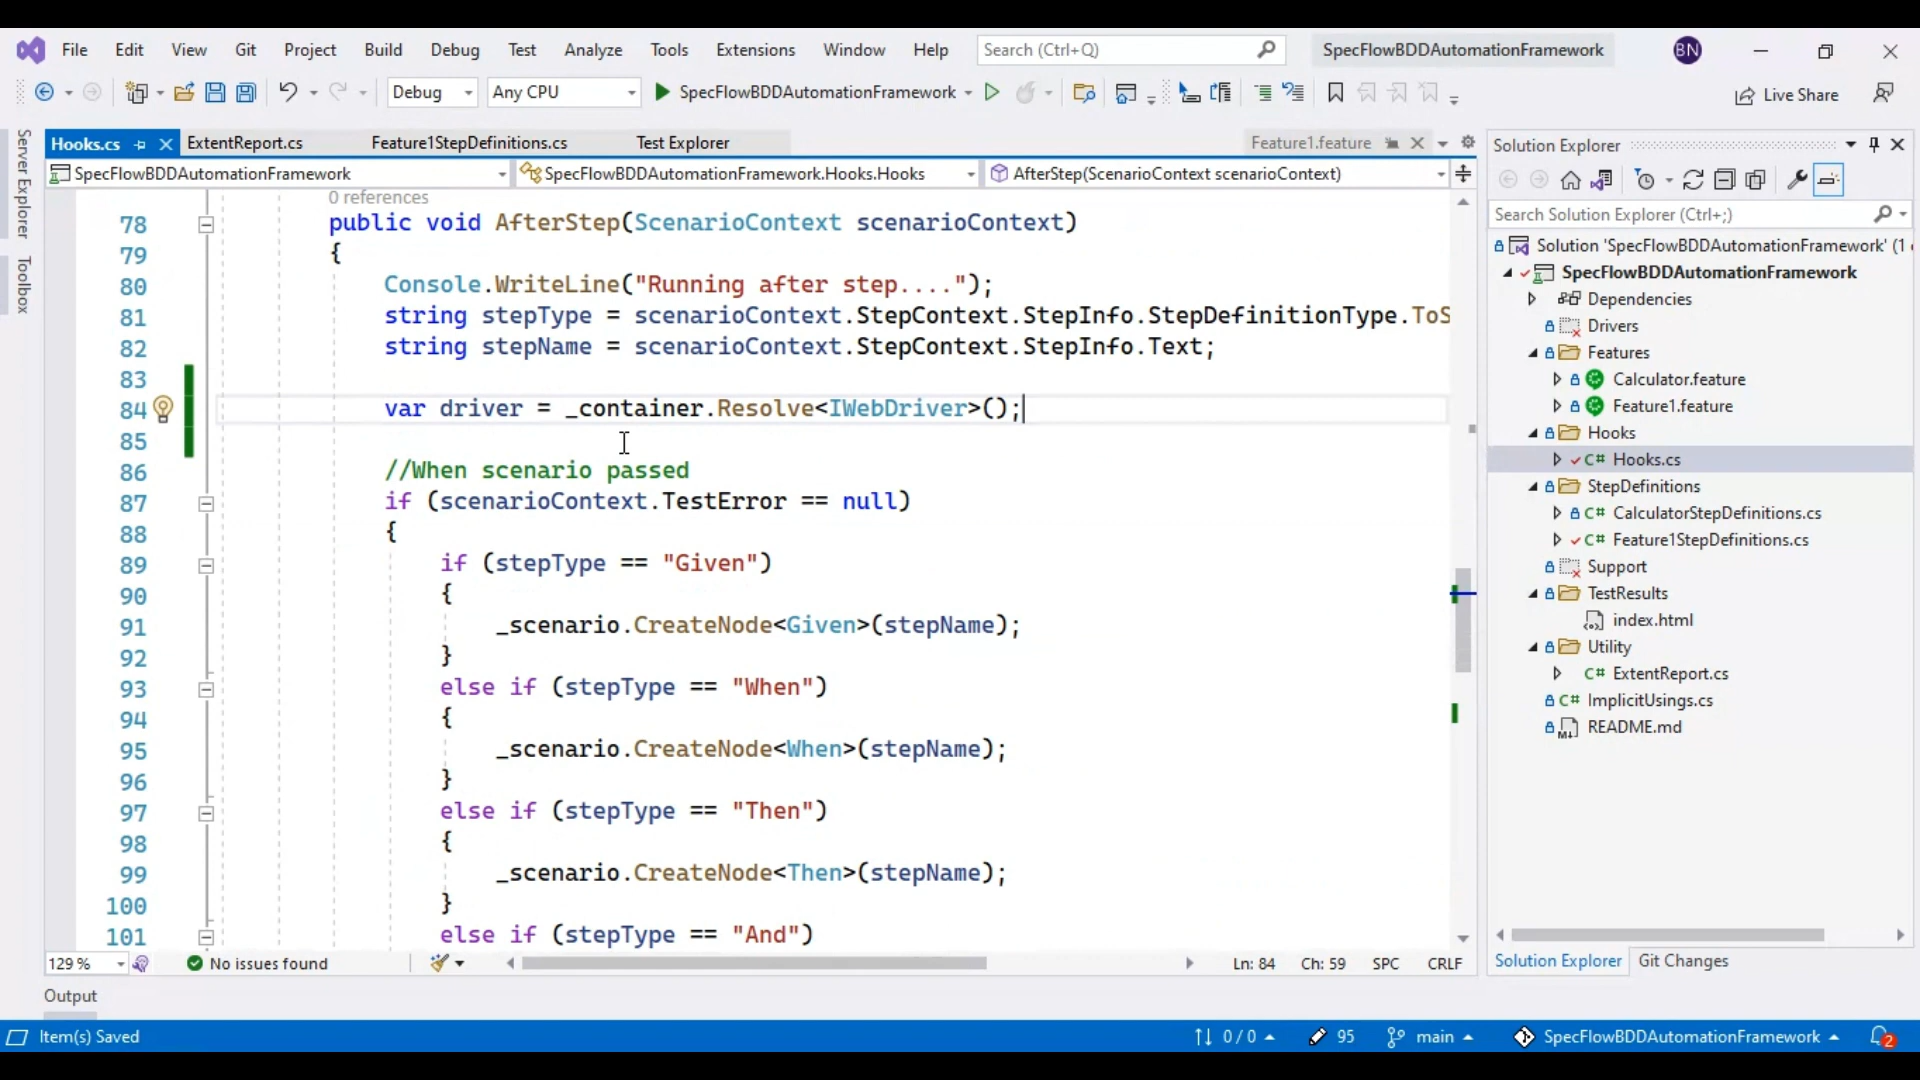 File Edit View Git Project Build Debug Test Analyze Tools Extensions Window Help Search (Ctrl+Q) SpecFlowBDDAutomationFramework BN
Debug Any CPU SpecFlowBDDAutomationFramework Live Share
Server Explorer
Toolbox
Hooks.cs ExtentReport.cs Feature1StepDefinitions.cs Test Explorer Feature1.feature
SpecFlowBDDAutomationFramework SpecFlowBDDAutomationFramework.Hooks.Hooks AfterStep(ScenarioContext scenarioContext)
0 references
78 public void AfterStep(ScenarioContext scenarioContext)
79 {
80 Console.WriteLine("Running after step....");
81 string stepType = scenarioContext.StepContext.StepInfo.StepDefinitionType.ToS
82 string stepName = scenarioContext.StepContext.StepInfo.Text;
83
84 var driver = _container.Resolve<IWebDriver>();
85
86 //When scenario passed
87 if (scenarioContext.TestError == null)
88 {
89 if (stepType == "Given")
90 {
91 _scenario.CreateNode<Given>(stepName);
92 }
93 else if (stepType == "When")
94 {
95 _scenario.CreateNode<When>(stepName);
96 }
97 else if (stepType == "Then")
98 {
99 _scenario.CreateNode<Then>(stepName);
100 }
101 else if (stepType == "And")
129 % No issues found Ln: 84 Ch: 59 SPC CRLF
Output
Solution Explorer
Search Solution Explorer (Ctrl+;)
Solution 'SpecFlowBDDAutomationFramework' (1
SpecFlowBDDAutomationFramework
Dependencies
Drivers
Features
Calculator.feature
Feature1.feature
Hooks
C# Hooks.cs
StepDefinitions
C# CalculatorStepDefinitions.cs
C# Feature1StepDefinitions.cs
Support
TestResults
index.html
Utility
C# ExtentReport.cs
C# ImplicitUsings.cs
README.md
Solution Explorer Git Changes
Item(s) Saved 0 / 0 95 main SpecFlowBDDAutomationFramework 2